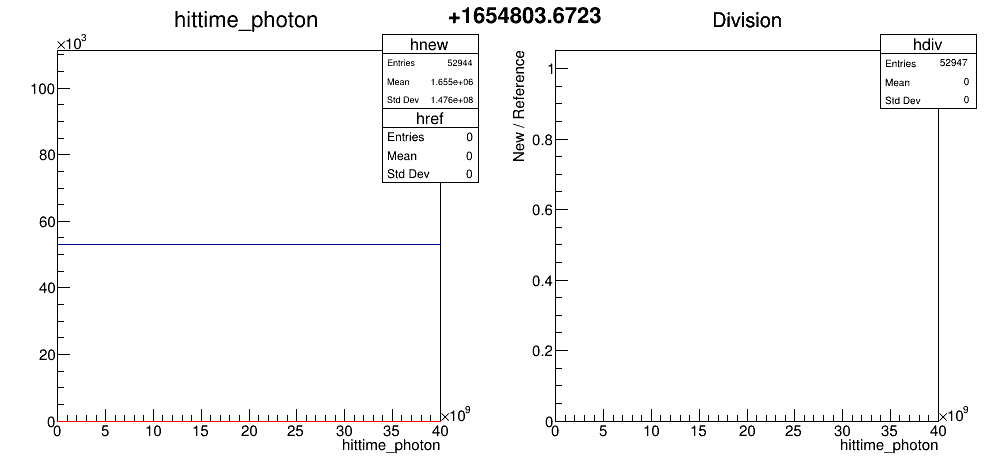 +1654803.6723
hittime_photon
×10³
hnew
Entries 52944
Mean 1.655e+06
Std Dev 1.476e+08
href
Entries 0
Mean 0
Std Dev 0
100
80
60
40
20
0
0 5 10 15 20 25 30 35 40
×10⁹
hittime_photon
Division
hdiv
Entries 52947
Mean 0
Std Dev 0
New / Reference
1
0.8
0.6
0.4
0.2
0
0 5 10 15 20 25 30 35 40
×10⁹
hittime_photon